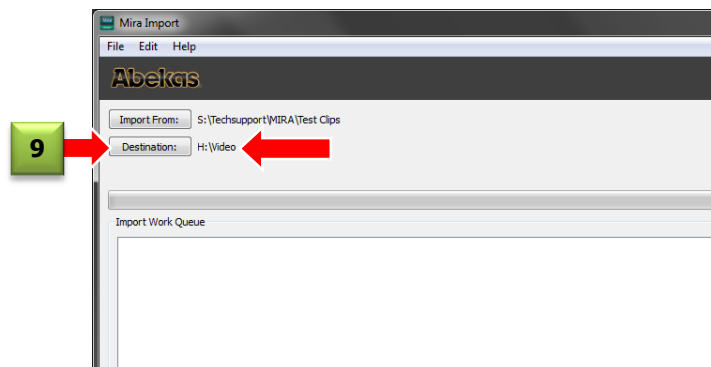 Mira Import
File Edit Help
Abekas
Import From: S:\Techsupport\MIRA\Test Clips
9
Destination: H:\Video
Import Work Queue